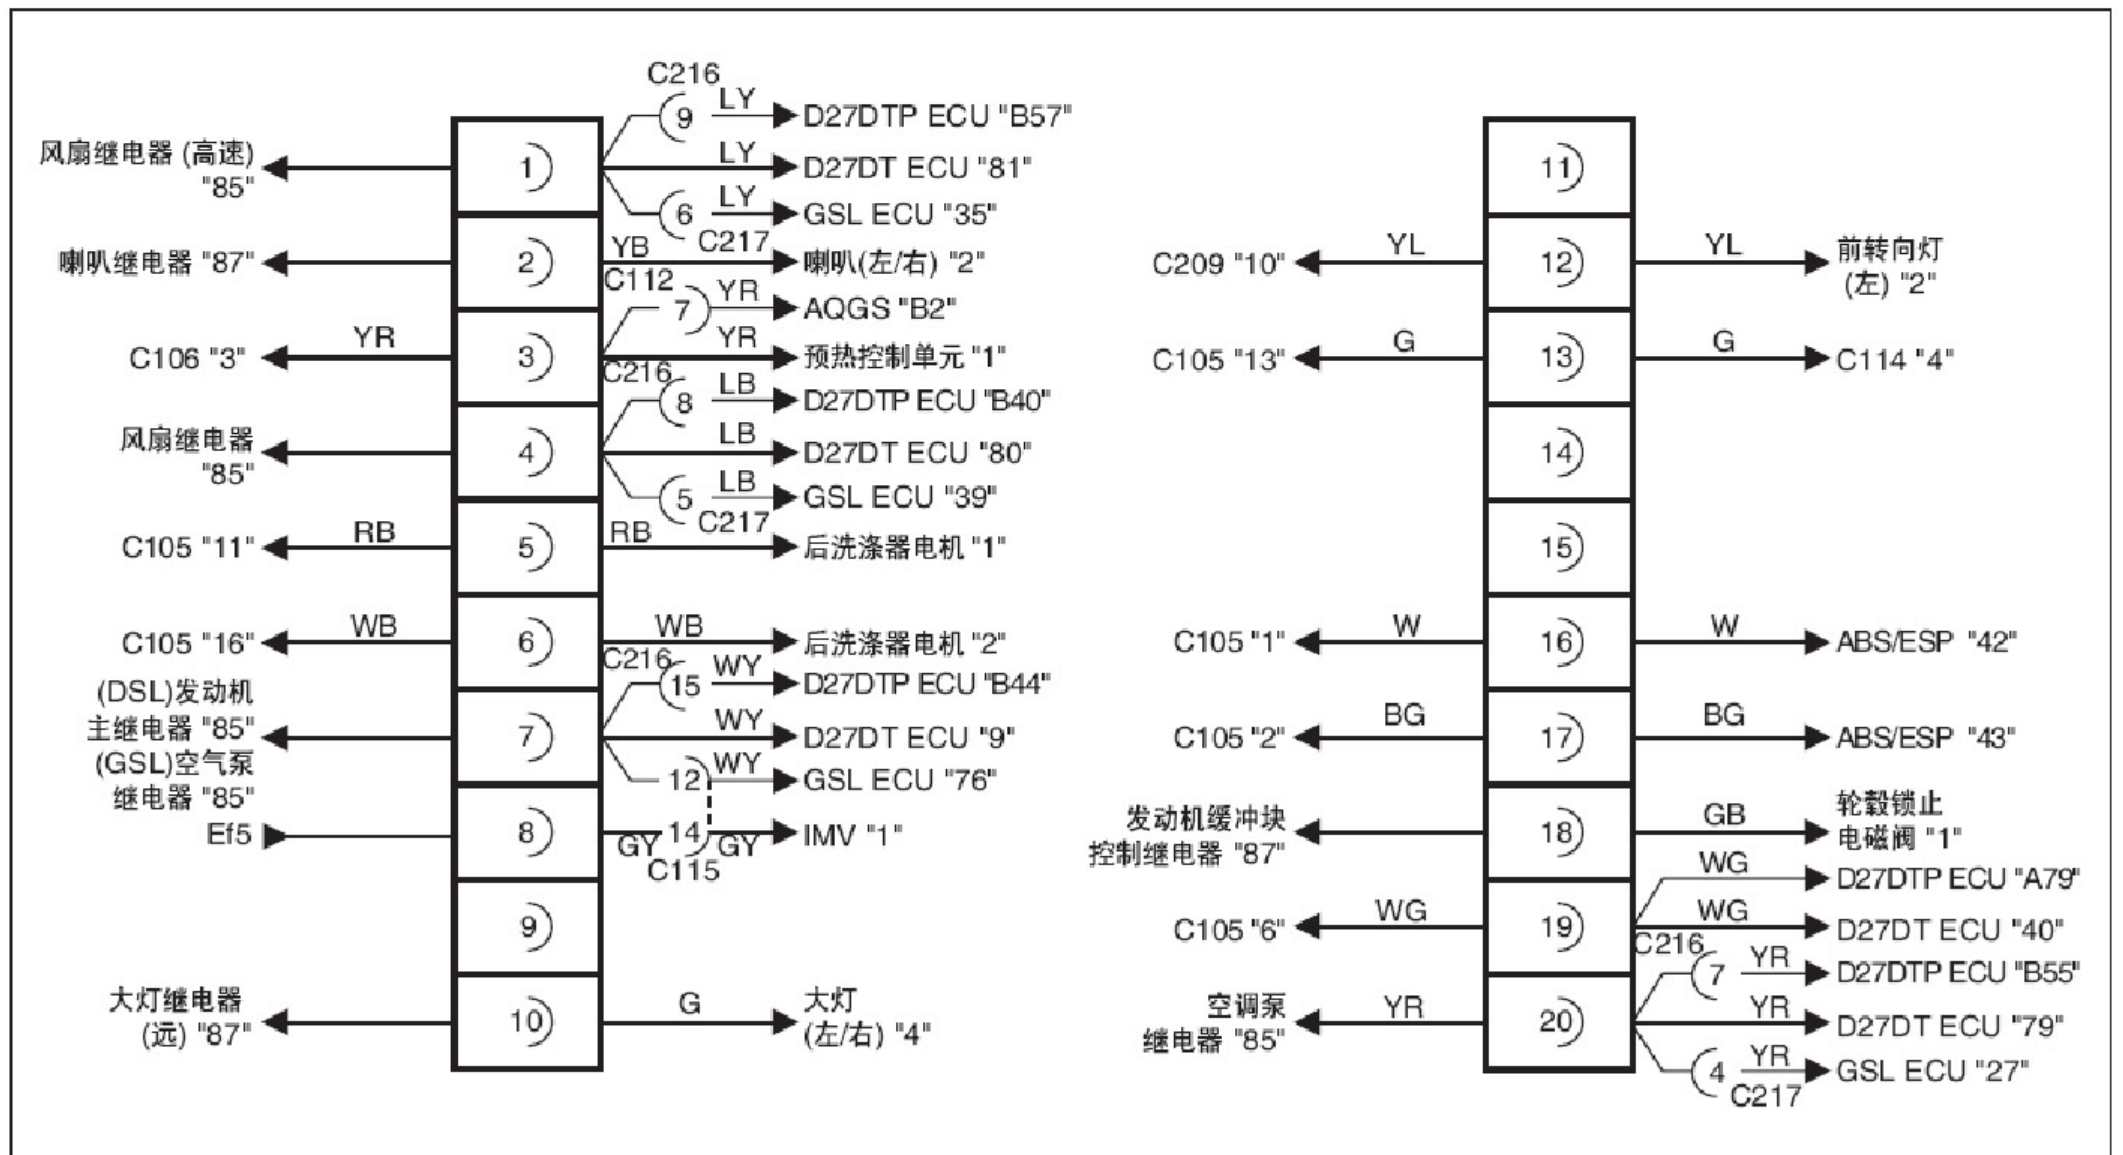 C216
9 LY D27DTP ECU "B57"
风扇继电器 (高速)
"85"
1
LY D27DT ECU "81"
6 LY GSL ECU "35"
C217
喇叭继电器 "87"
2
YB 喇叭(左/右) "2"
C112
7 YR AQGS "B2"
C106 "3"
YR
3
YR 预热控制单元 "1"
C216
8 LB D27DTP ECU "B40"
风扇继电器
"85"
4
LB D27DT ECU "80"
5 LB GSL ECU "39"
C217
C105 "11"
RB
5
RB 后洗涤器电机 "1"
C105 "16"
WB
6
WB 后洗涤器电机 "2"
C216
15 WY D27DTP ECU "B44"
(DSL)发动机
主继电器 "85"
(GSL)空气泵
继电器 "85"
7
WY D27DT ECU "9"
12 WY GSL ECU "76"
Ef5
8
GY 14 GY IMV "1"
C115
9
大灯继电器
(远) "87"
10
G
大灯
(左/右) "4"
11
C209 "10"
YL
12
YL
前转向灯
(左) "2"
C105 "13"
G
13
G
C114 "4"
14
15
C105 "1"
W
16
W
ABS/ESP "42"
C105 "2"
BG
17
BG
ABS/ESP "43"
发动机缓冲块
控制继电器 "87"
18
GB
轮毂锁止
电磁阀 "1"
WG D27DTP ECU "A79"
C105 "6"
WG
19
WG D27DT ECU "40"
C216
7 YR D27DTP ECU "B55"
空调泵
继电器 "85"
YR
20
YR D27DT ECU "79"
4 YR GSL ECU "27"
C217